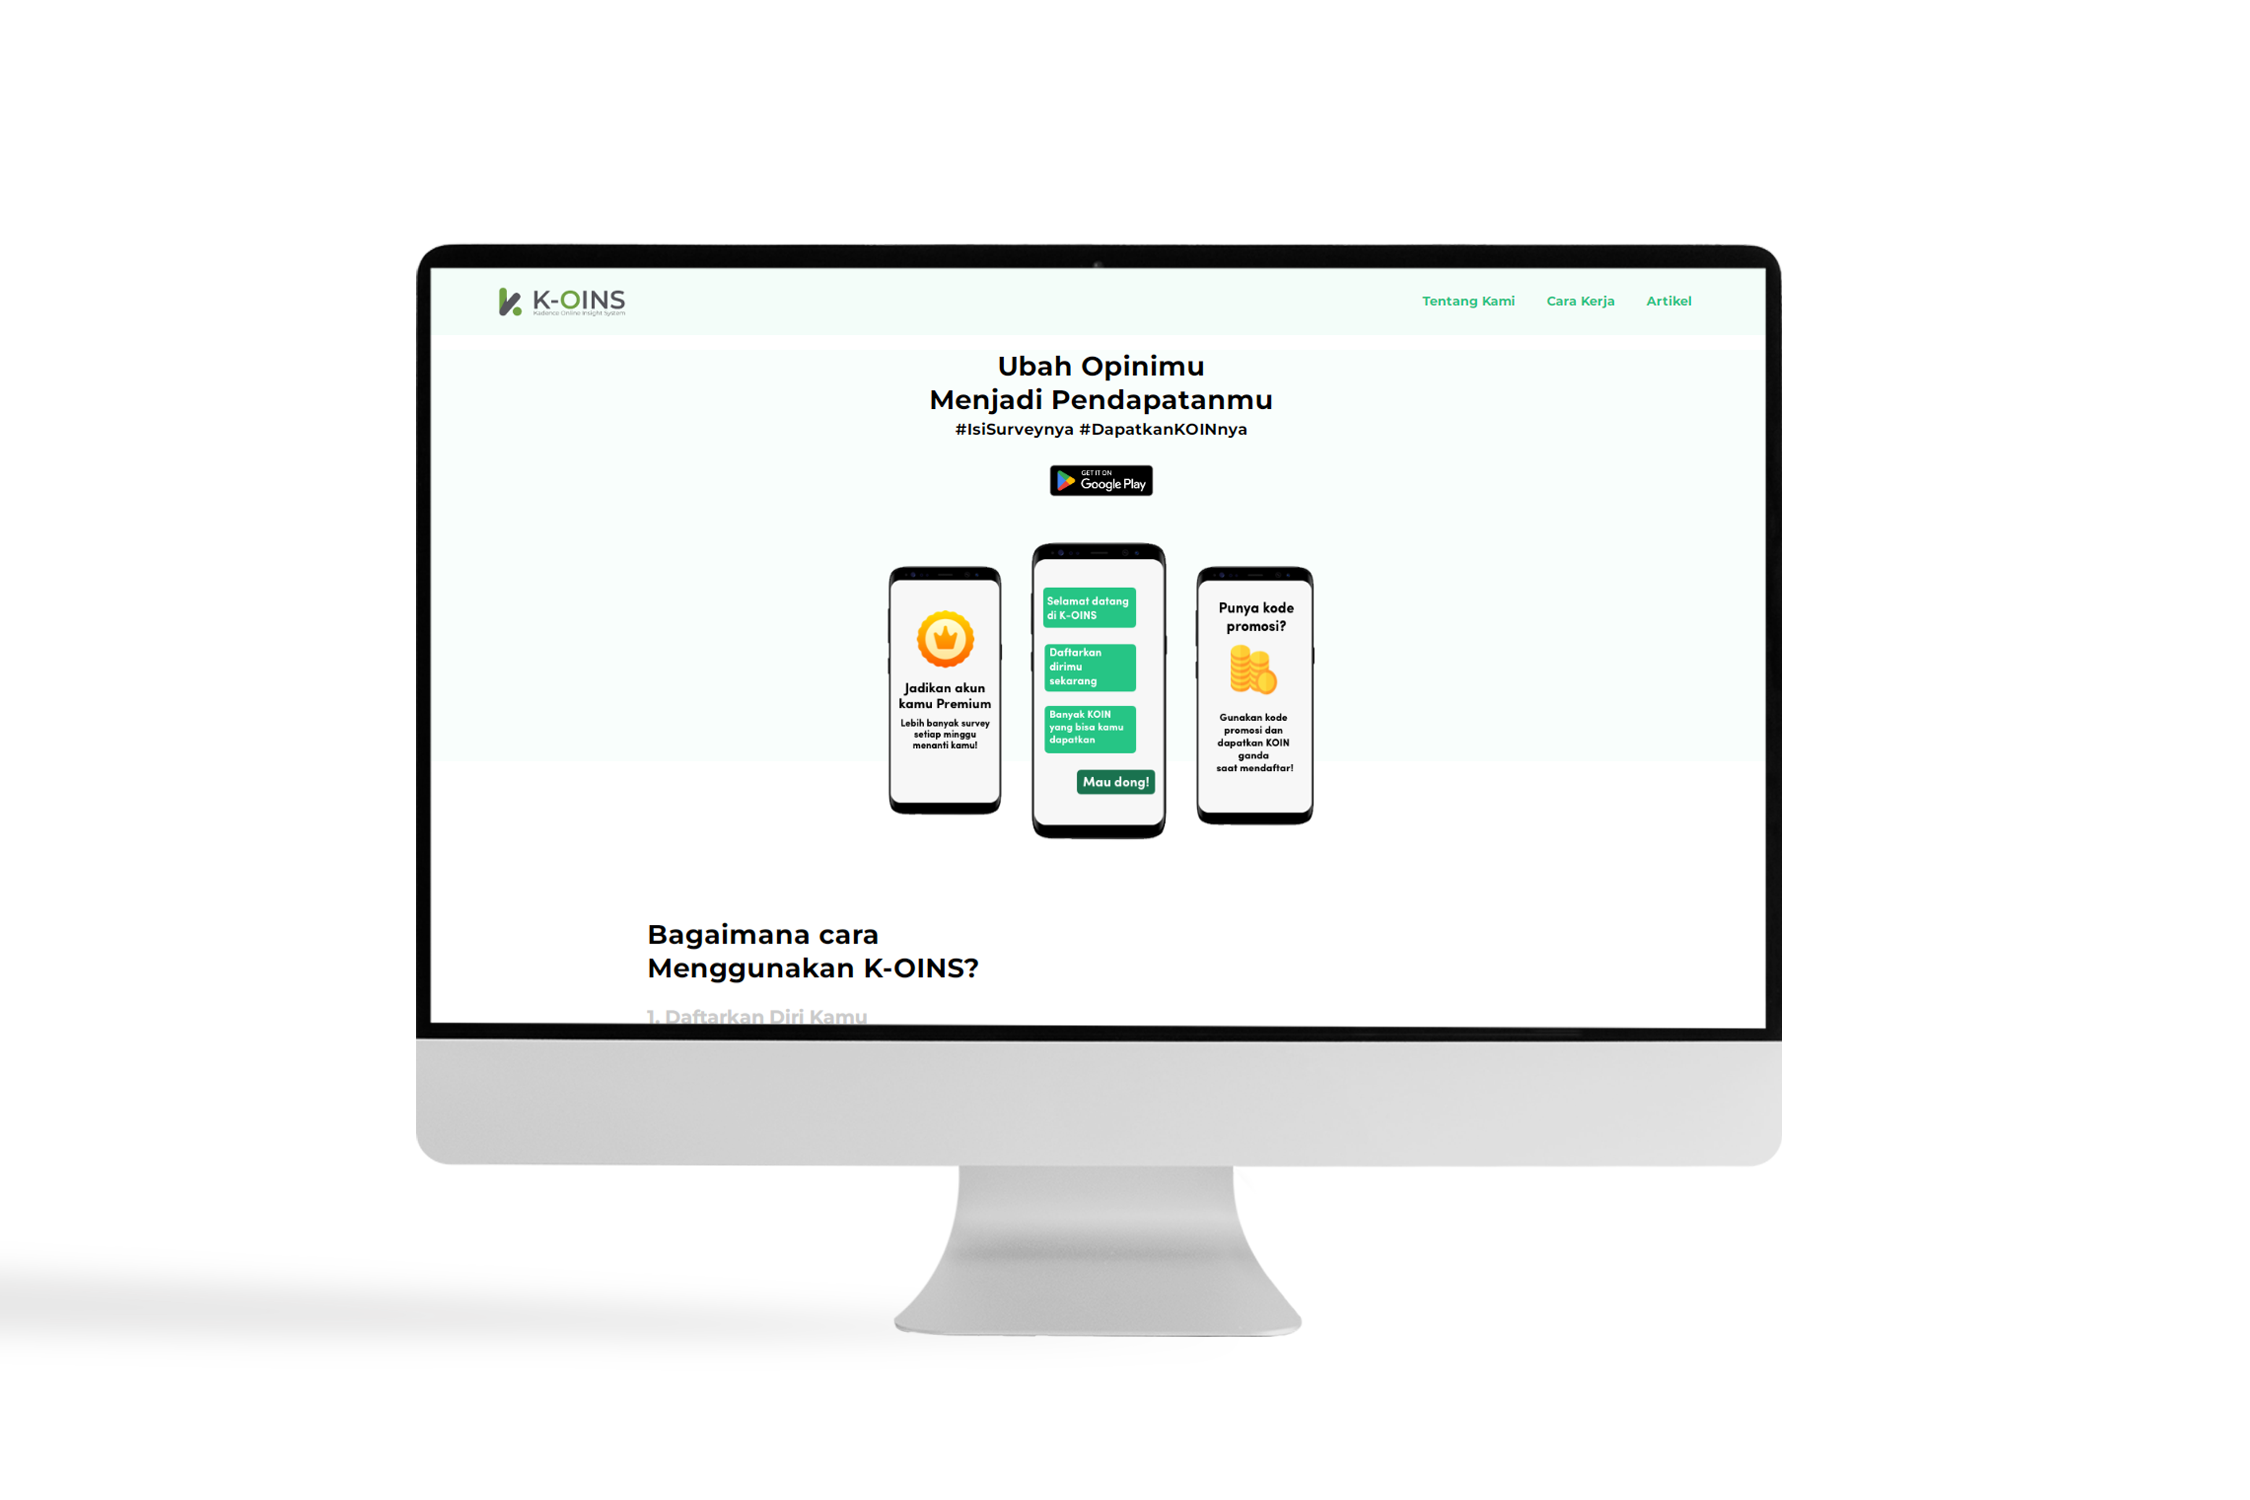 K-OINS
Kadence Online Insight System
Tentang Kami
Cara Kerja
Artikel
Ubah Opinimu
Menjadi Pendapatanmu
#IsiSurveynya #DapatkanKOINnya
GET IT ON
Google Play
Jadikan akun
kamu Premium
Lebih banyak survey
setiap minggu
menanti kamu!
Selamat datang
di K-OINS
Daftarkan
dirimu
sekarang
Banyak KOIN
yang bisa kamu
dapatkan
Mau dong!
Punya kode
promosi?
Gunakan kode
promosi dan
dapatkan KOIN
ganda
saat mendaftar!
Bagaimana cara
Menggunakan K-OINS?
1. Daftarkan Diri Kamu